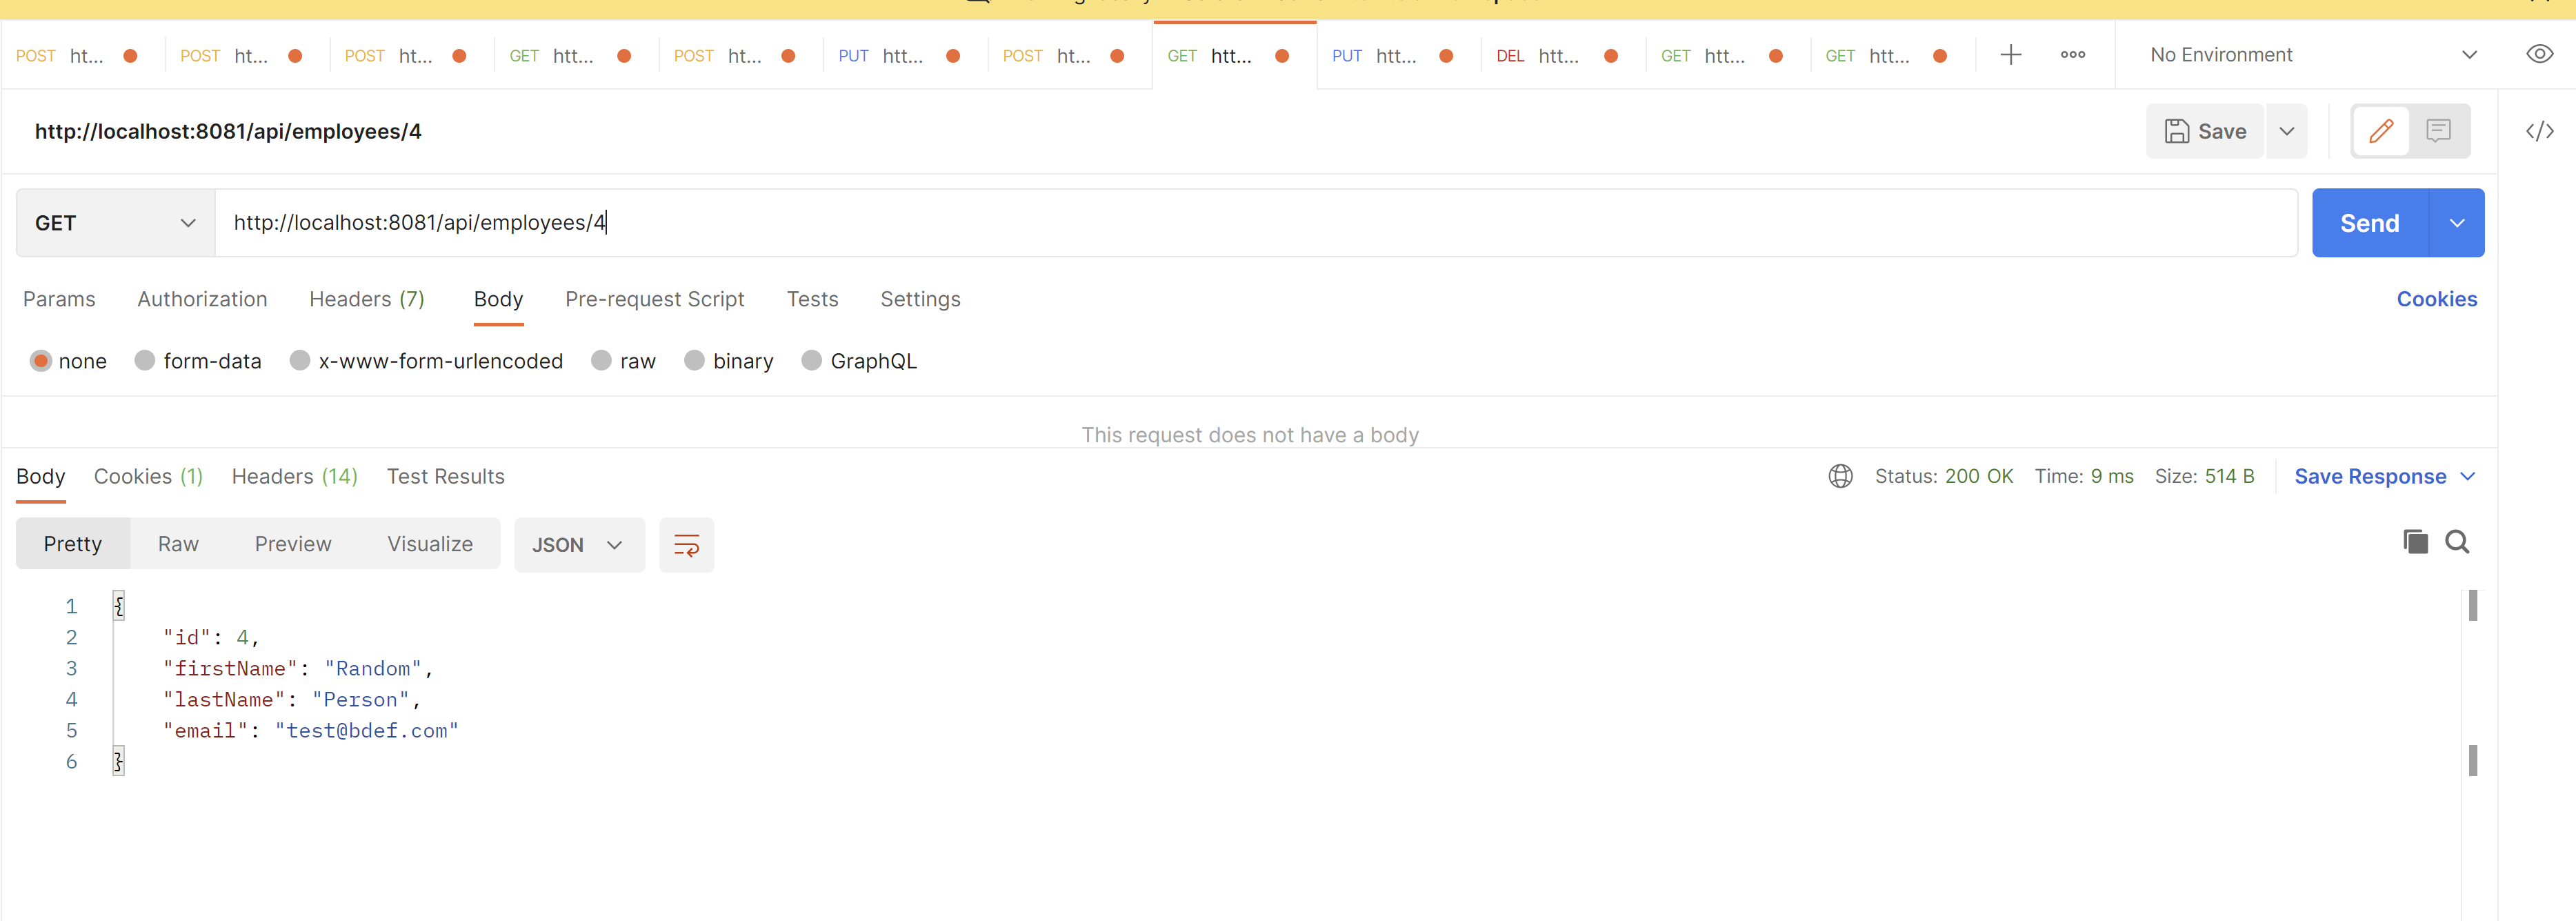 POST ht... POST ht... POST ht... GET htt... POST ht... PUT htt... POST ht... GET htt... PUT htt... DEL htt... GET htt... GET htt... No Environment
http://localhost:8081/api/employees/4 Save
GET http://localhost:8081/api/employees/4 Send
Params Authorization Headers (7) Body Pre-request Script Tests Settings Cookies
none form-data x-www-form-urlencoded raw binary GraphQL
This request does not have a body
Body Cookies (1) Headers (14) Test Results Status: 200 OK Time: 9 ms Size: 514 B Save Response
Pretty Raw Preview Visualize JSON
1 {
2 "id": 4,
3 "firstName": "Random",
4 "lastName": "Person",
5 "email": "test@bdef.com"
6 }